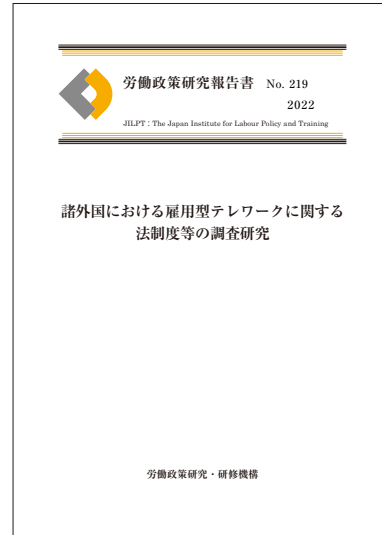 労働政策研究報告書 No. 219
2022
JILPT：The Japan Institute for Labour Policy and Training
諸外国における雇用型テレワークに関する
法制度等の調査研究
労働政策研究・研修機構